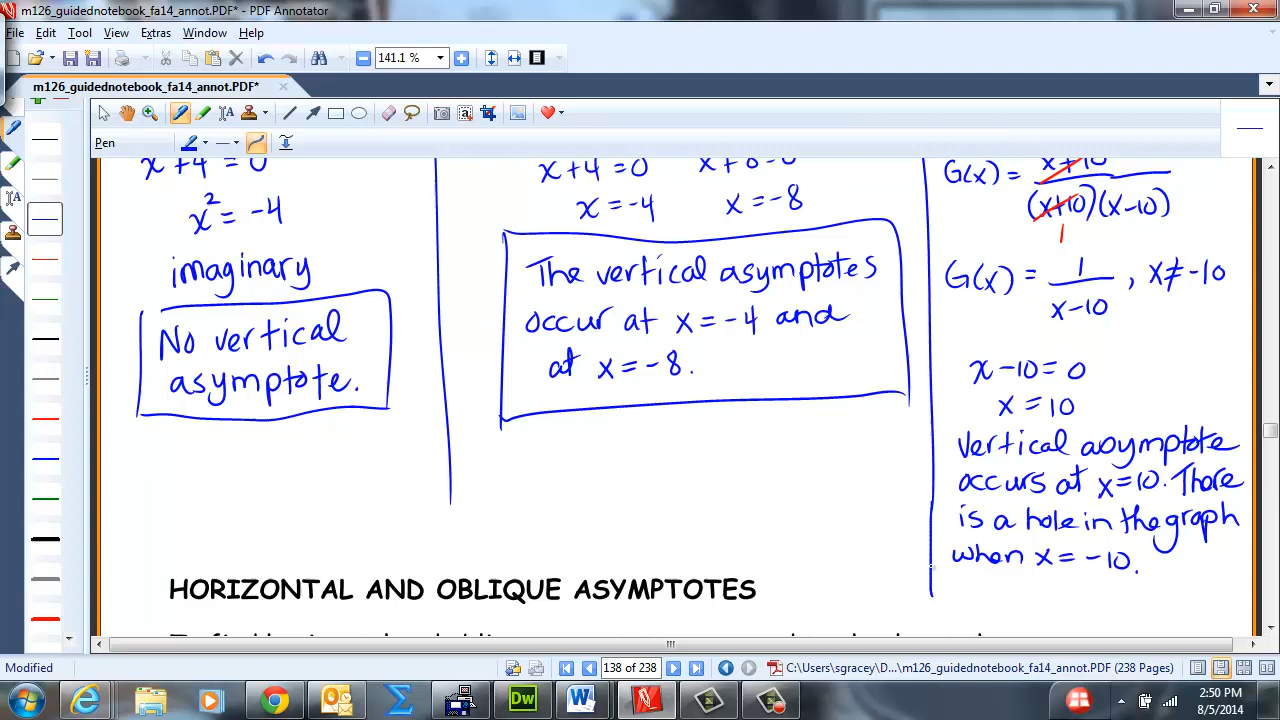 m126_guidednotebook_fa14_annot.PDF* - PDF Annotator
File Edit Tool View Extras Window Help
141.1 %
m126_guidednotebook_fa14_annot.PDF*
Pen
x+4 = 0
x² = -4
imaginary
No vertical
asymptote.
x+4 = 0
x = -4
x = -8
The vertical asymptotes
occur at x = -4 and
at x = -8.
G(x) = x+10
(x+10)(x-10)
1
G(x) = 1 / x-10 , x ≠ -10
x-10 = 0
x = 10
Vertical asymptote
occurs at x=10. There
is a hole in the graph
when x = -10.
HORIZONTAL AND OBLIQUE ASYMPTOTES
Modified
138 of 238
C:\Users\sgracey\D...\m126_guidednotebook_fa14_annot.PDF (238 Pages)
Dw
2:50 PM
8/5/2014